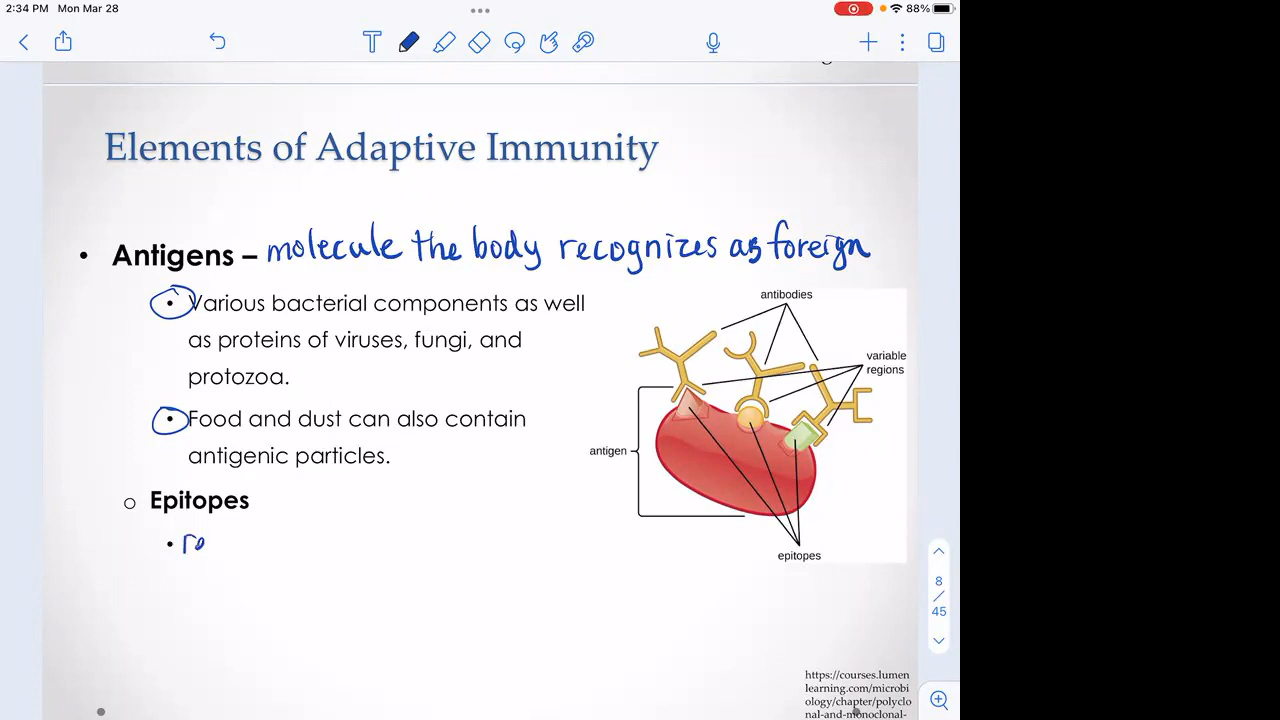 2:34 PM Mon Mar 28
88%
Elements of Adaptive Immunity
• Antigens – molecule the body recognizes as foreign
• Various bacterial components as well
as proteins of viruses, fungi, and
protozoa.
• Food and dust can also contain
antigenic particles.
o Epitopes
antibodies
variable
regions
antigen
epitopes
8
/
45
https://courses.lumen
learning.com/microbi
ology/chapter/polyclo
nal-and-monoclonal-